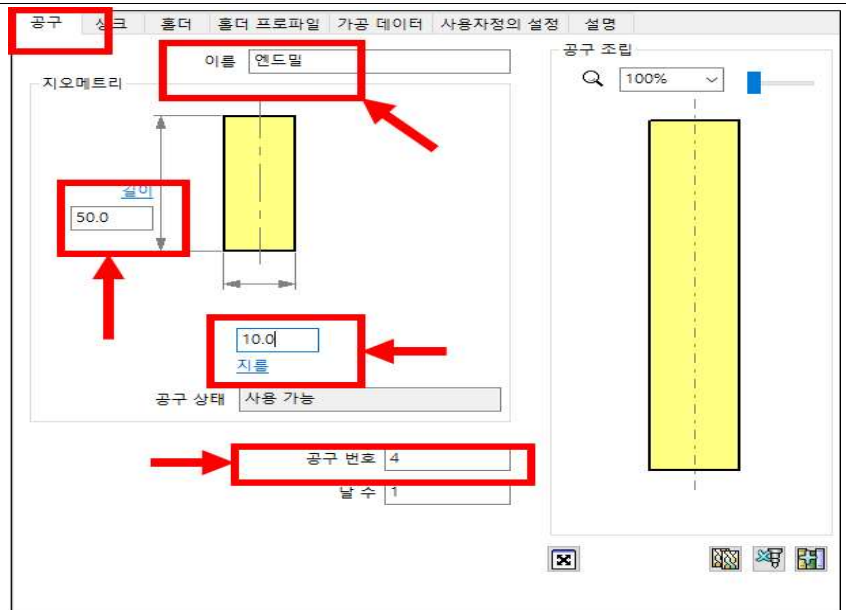 공구 생크 홀더 홀더 프로파일 가공 데이터 사용자정의 설정 설명
이름 엔드밀
공구 조립
100%
지오메트리
길이
50.0
10.0
지름
공구 상태 사용 가능
공구 번호 4
날 수 1